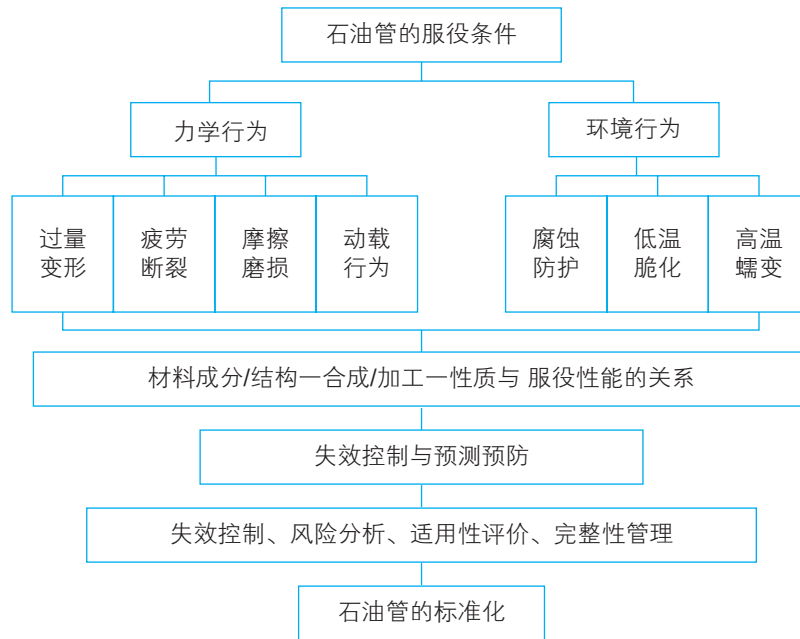 石油管的服役条件
力学行为
环境行为
过量
变形
疲劳
断裂
摩擦
磨损
动载
行为
腐蚀
防护
低温
脆化
高温
蠕变
材料成分/结构一合成/加工一性质与 服役性能的关系
失效控制与预测预防
失效控制、风险分析、适用性评价、完整性管理
石油管的标准化